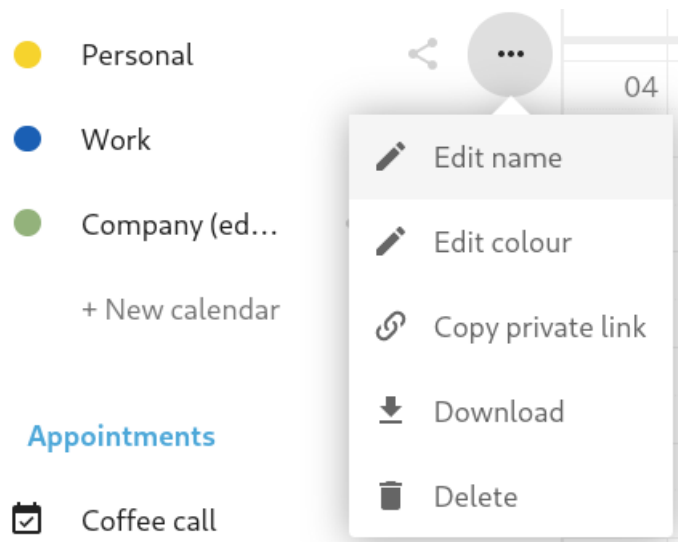 Personal
04
Work
Company (ed...
+ New calendar
Edit name
Edit colour
Copy private link
Download
Delete
Appointments
Coffee call